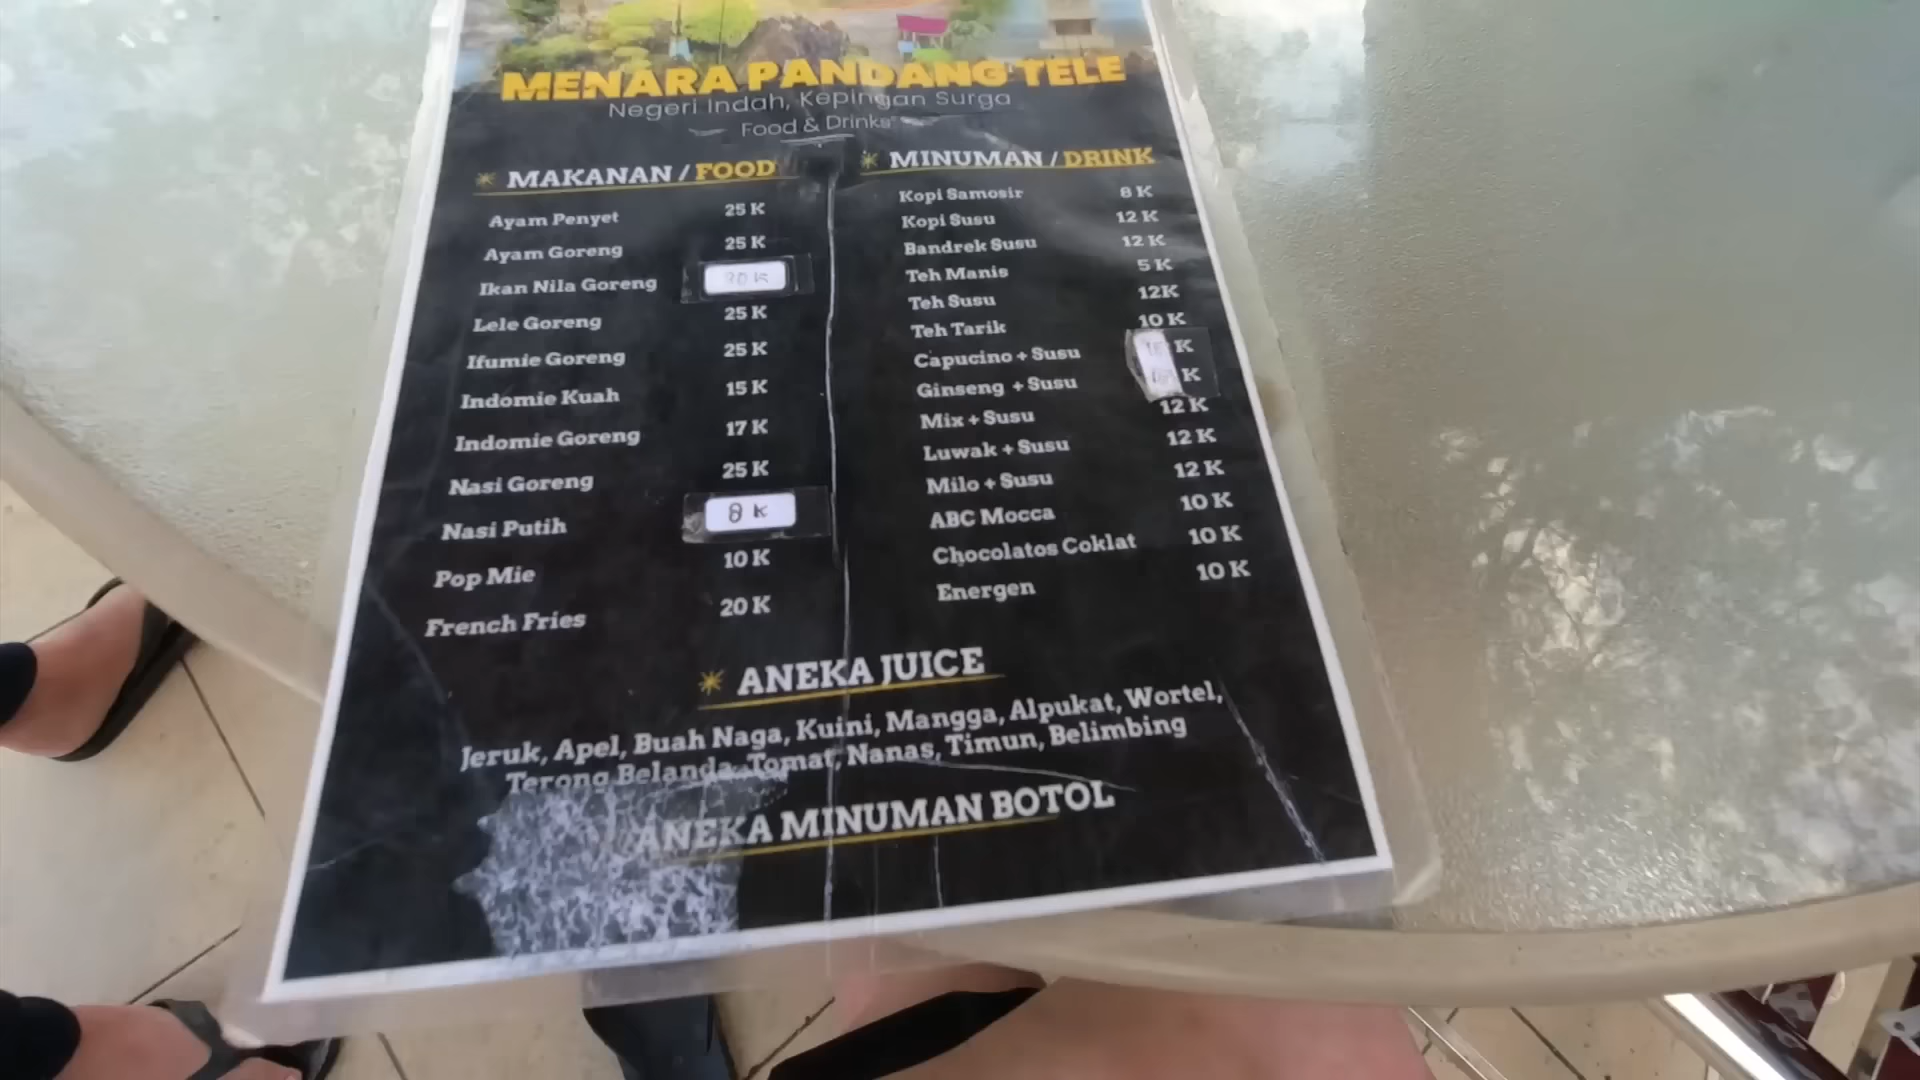 MENARA PANDANG TELE
Negeri Indah, Kepingan Surga
Food & Drinks
MAKANAN / FOOD
Ayam Penyet 25 K
Ayam Goreng 25 K
Ikan Nila Goreng 30 K
Lele Goreng 25 K
Ifumie Goreng 25 K
Indomie Kuah 15 K
Indomie Goreng 17 K
Nasi Goreng 25 K
Nasi Putih 8 K
Pop Mie 10 K
French Fries 20 K
MINUMAN / DRINK
Kopi Samosir 8 K
Kopi Susu 12 K
Bandrek Susu 12 K
Teh Manis 5 K
Teh Susu 12K
Teh Tarik 10 K
Capucino + Susu K
Ginseng + Susu K
Mix + Susu 12 K
Luwak + Susu 12 K
Milo + Susu 12 K
ABC Mocca 10 K
Chocolatos Coklat 10 K
Energen 10 K
ANEKA JUICE
Jeruk, Apel, Buah Naga, Kuini, Mangga, Alpukat, Wortel,
Terong Belanda, Tomat, Nanas, Timun, Belimbing
ANEKA MINUMAN BOTOL